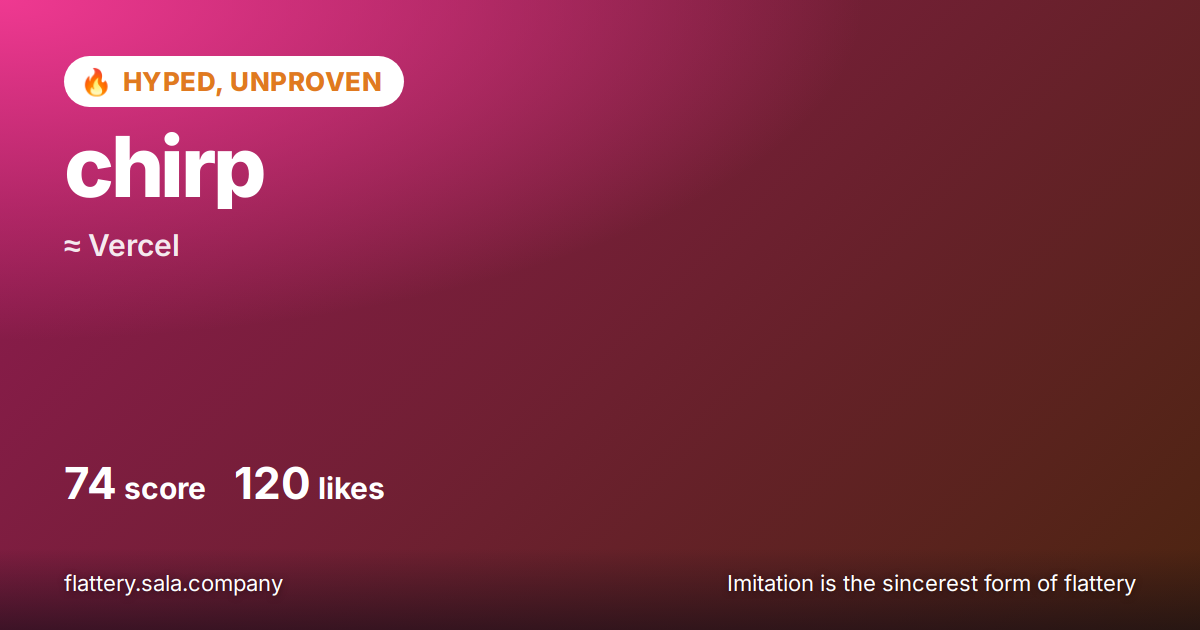 🔥 HYPED, UNPROVEN
chirp
≈ Vercel
74 score 120 likes
flattery.sala.company
Imitation is the sincerest form of flattery